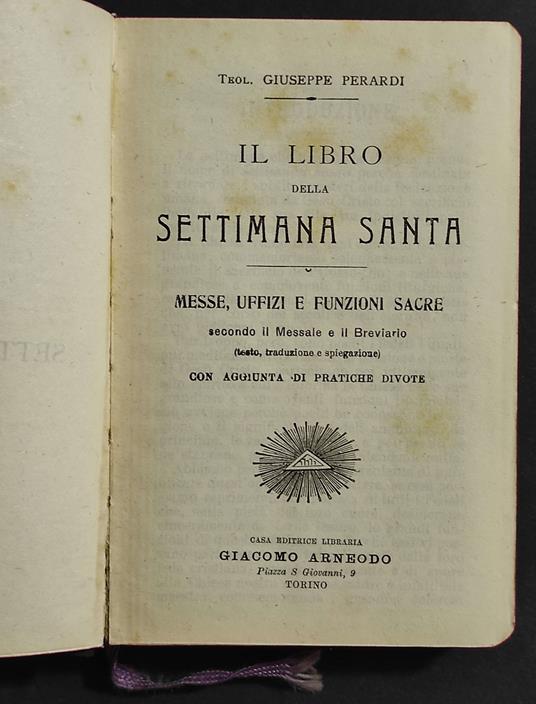 Teol. GIUSEPPE PERARDI
IL LIBRO
DELLA
SETTIMANA SANTA
MESSE, UFFIZI E FUNZIONI SACRE
secondo il Messale e il Breviario
(testo, traduzione e spiegazione)
CON AGGIUNTA DI PRATICHE DIVOTE
CASA EDITRICE LIBRARIA
GIACOMO ARNEODO
Piazza S Giovanni, 9
TORINO